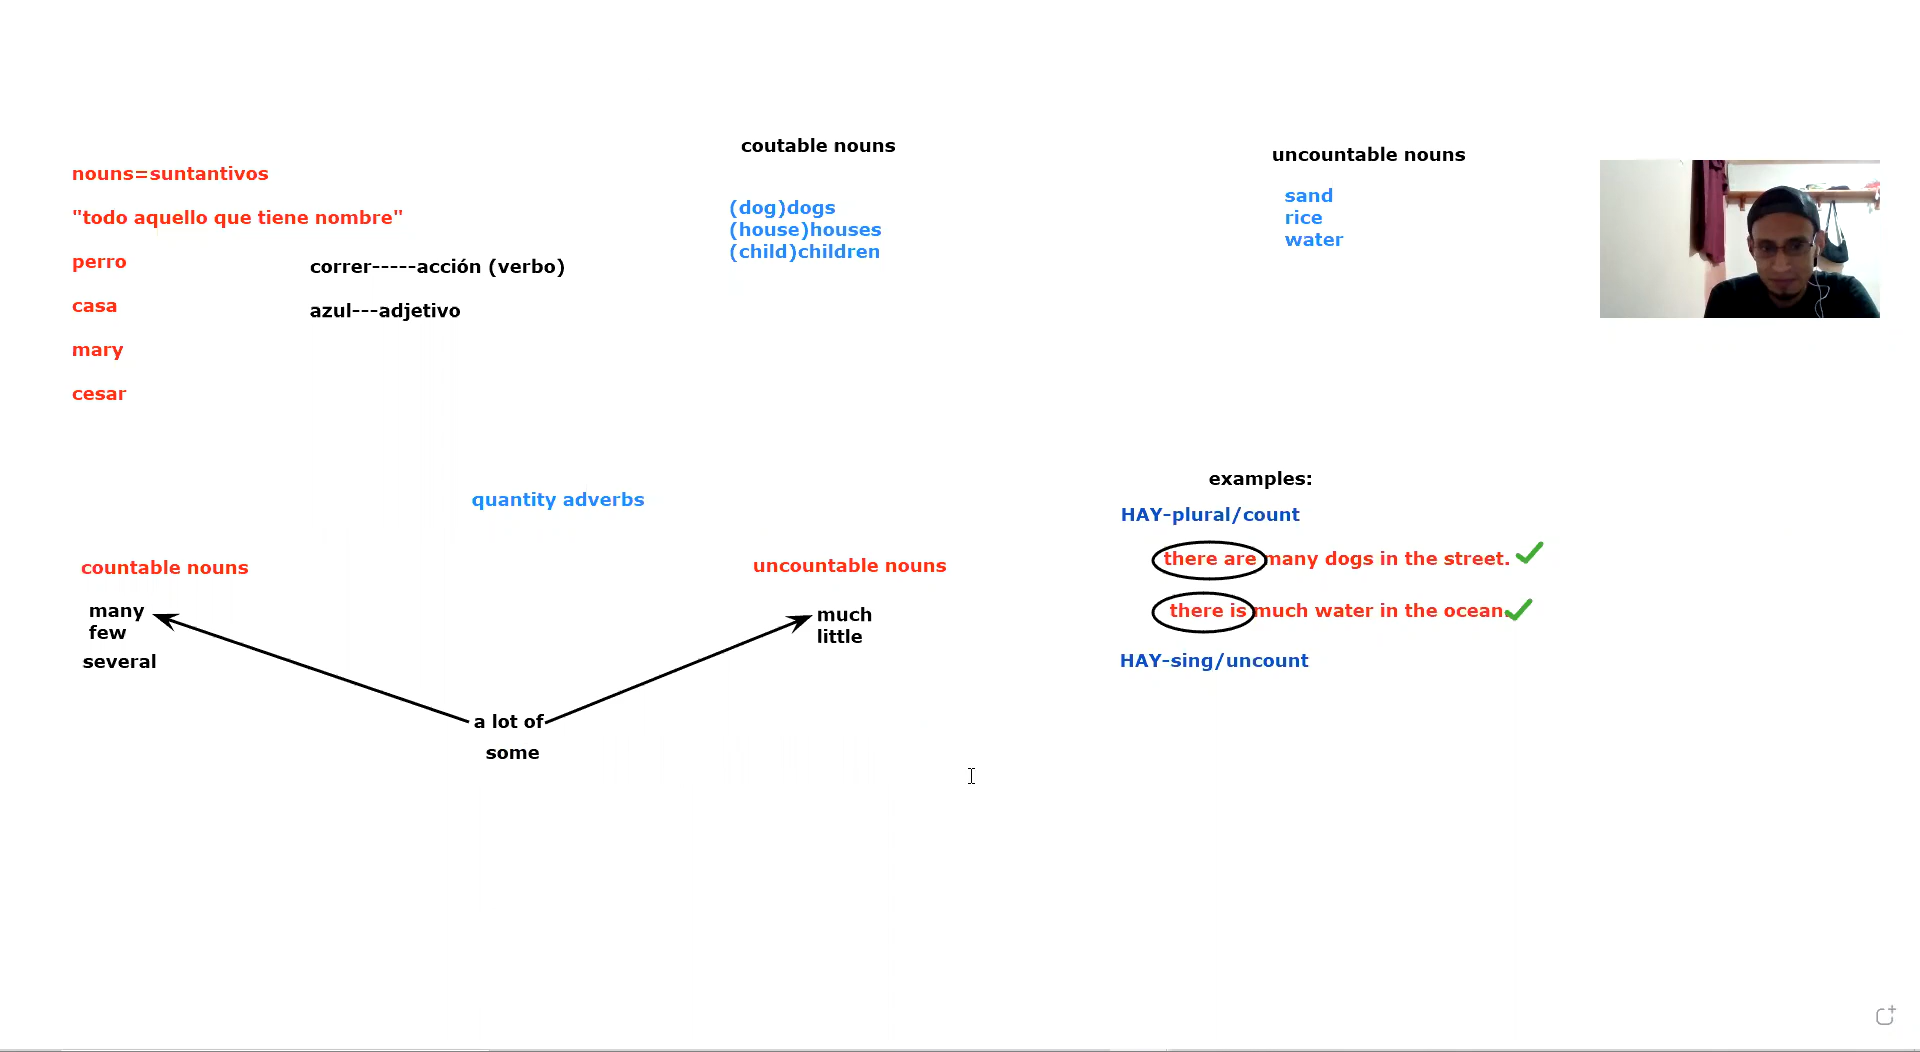 nouns=suntantivos
"todo aquello que tiene nombre"
perro
casa
mary
cesar
correr-----acción (verbo)
azul---adjetivo
coutable nouns
(dog)dogs
(house)houses
(child)children
uncountable nouns
sand
rice
water
quantity adverbs
countable nouns
many
few
several
uncountable nouns
much
little
a lot of
some
examples:
HAY-plural/count
there are many dogs in the street.
there is much water in the ocean.
HAY-sing/uncount